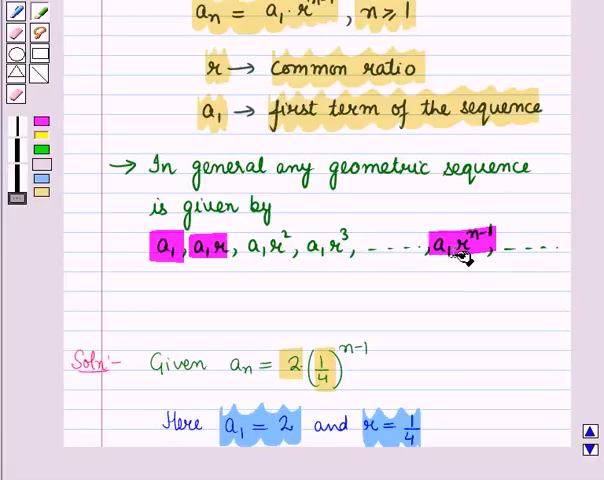 aₙ = a₁ · rⁿ⁻¹, n ≥ 1
r → common ratio
a₁ → first term of the sequence
→ In general any geometric sequence
is given by
a₁, a₁r, a₁r², a₁r³, - - - - -, a₁rⁿ⁻¹, - - - -
Soln:- Given aₙ = 2·(1/4)ⁿ⁻¹
Here a₁ = 2 and r = 1/4